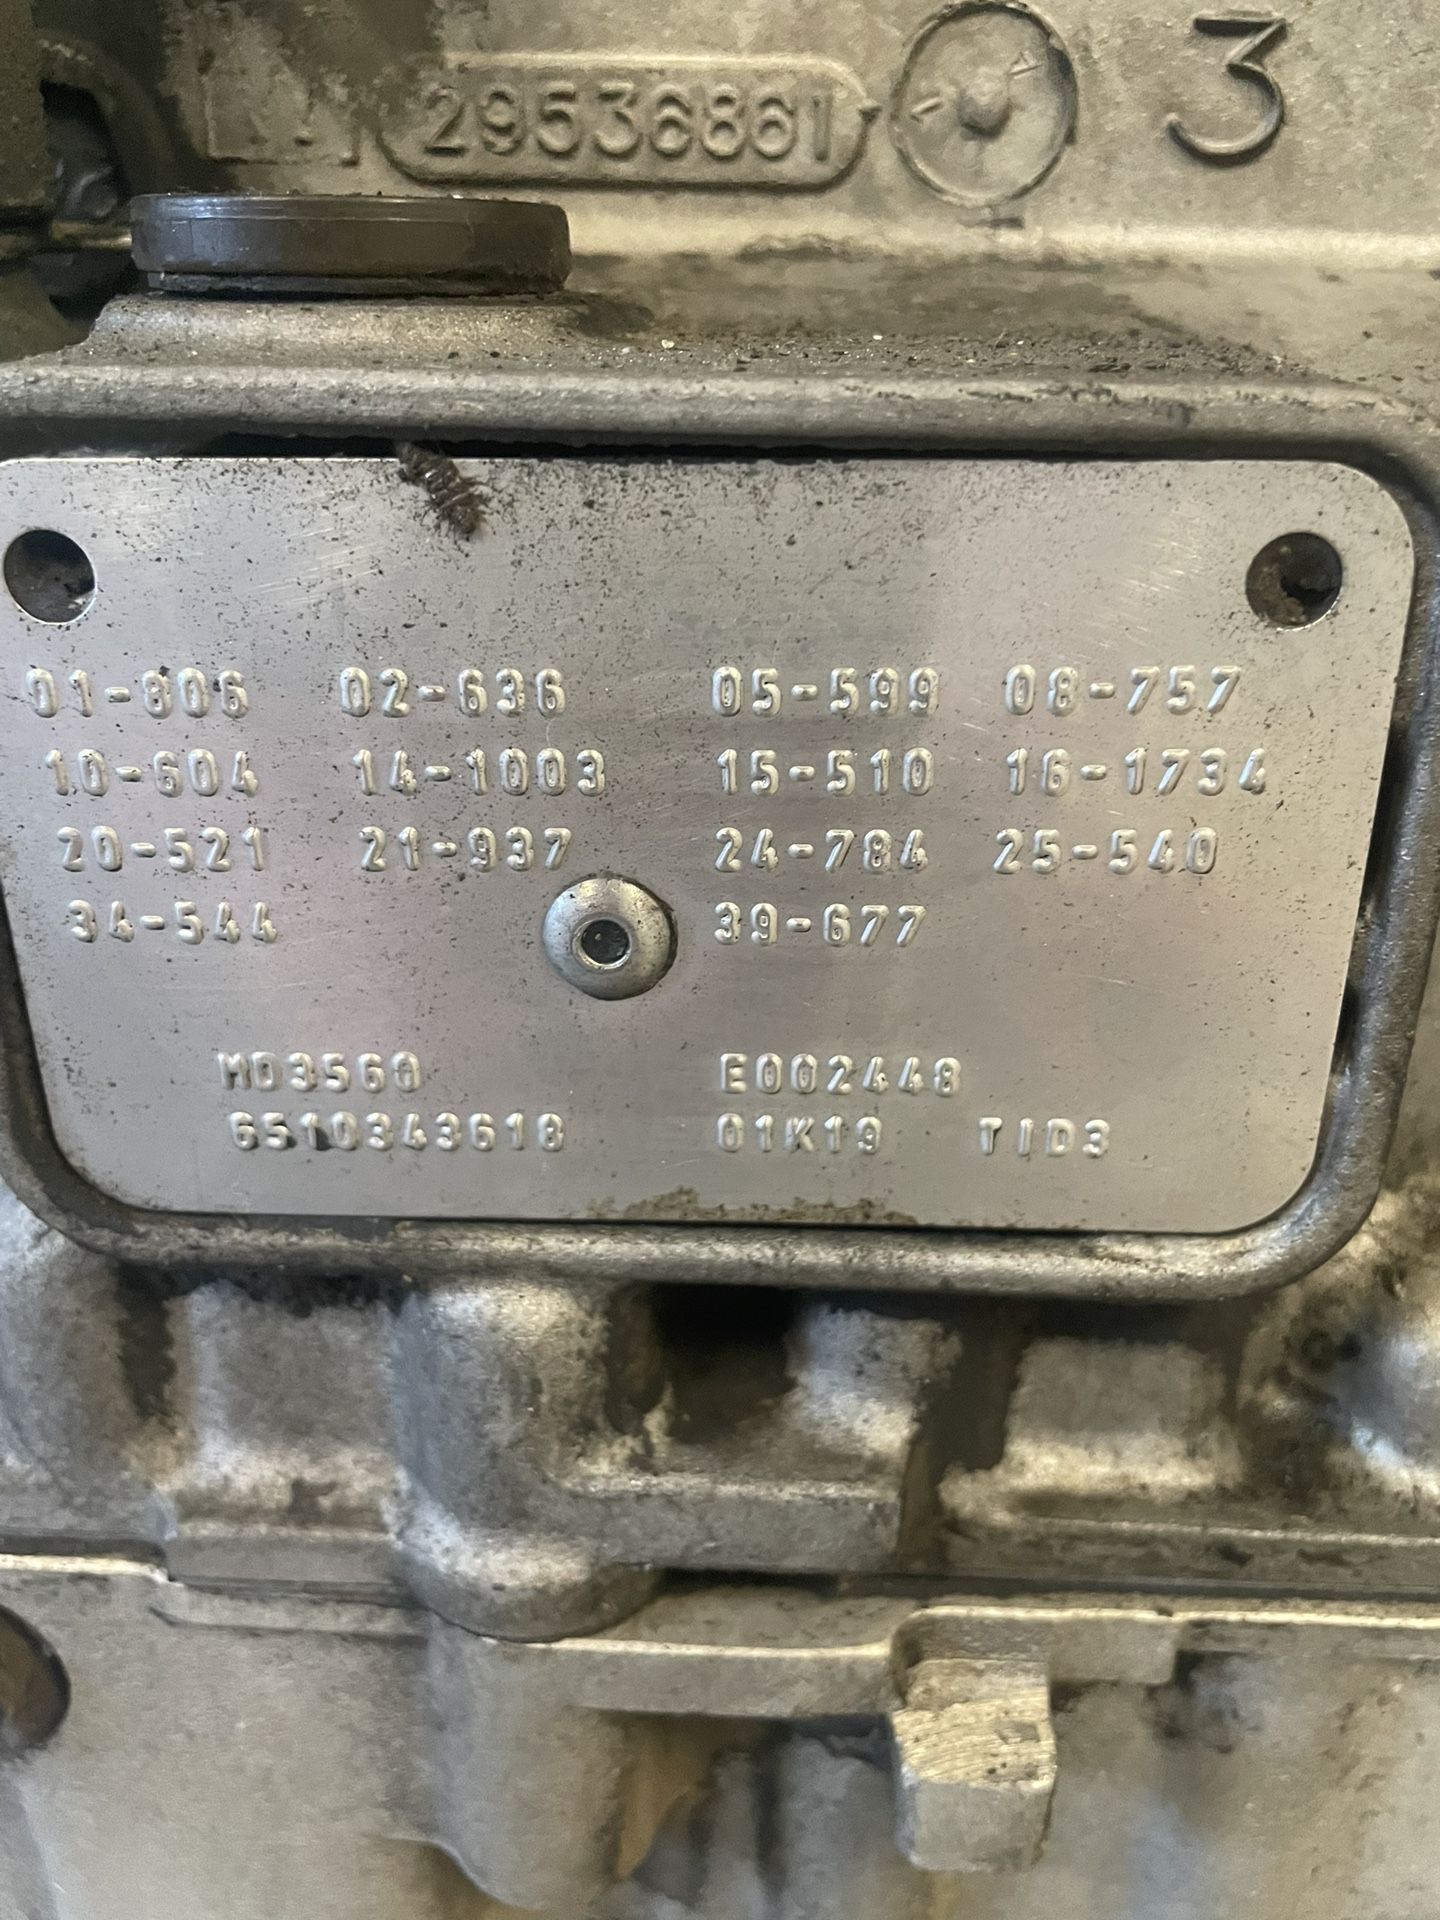 29536861 3
01-806 02-636 05-599 08-757
10-604 14-1003 15-510 16-1734
20-521 21-937 24-784 25-540
34-544 39-677
MD3560 E002448
6510343618 01K19 TID3